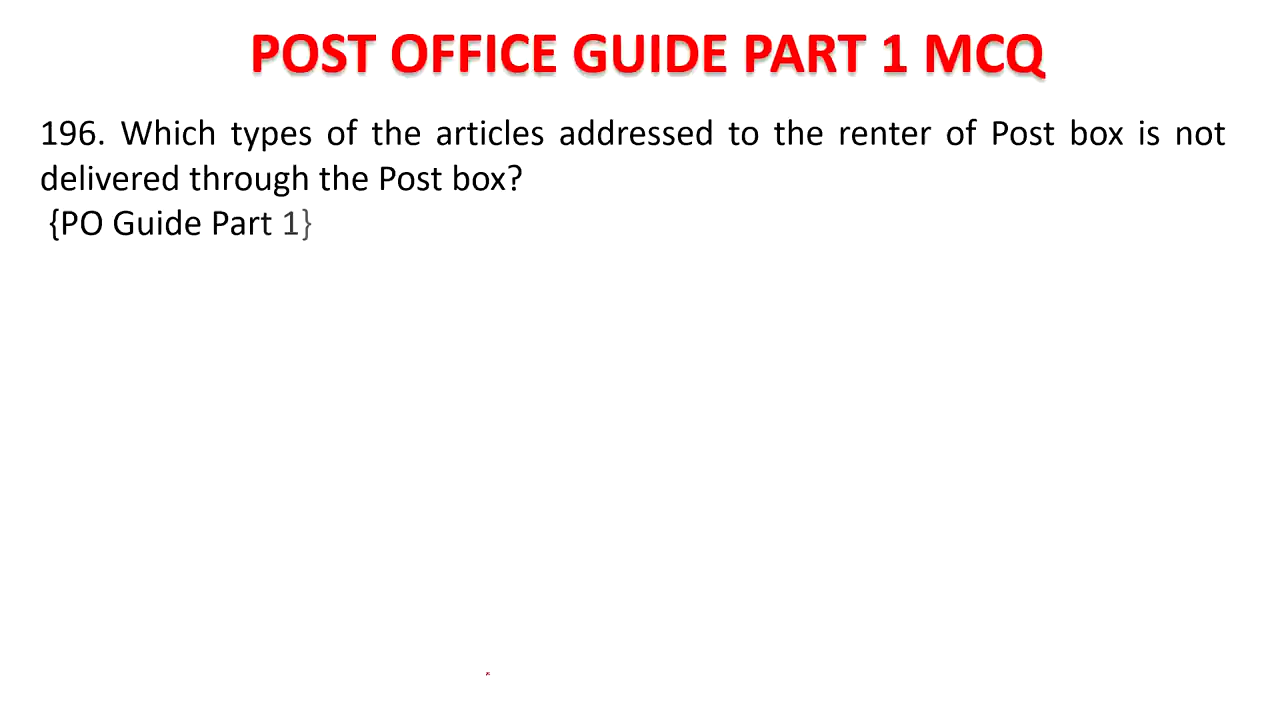 POST OFFICE GUIDE PART 1 MCQ
196. Which types of the articles addressed to the renter of Post box is not
delivered through the Post box?
{PO Guide Part 1}